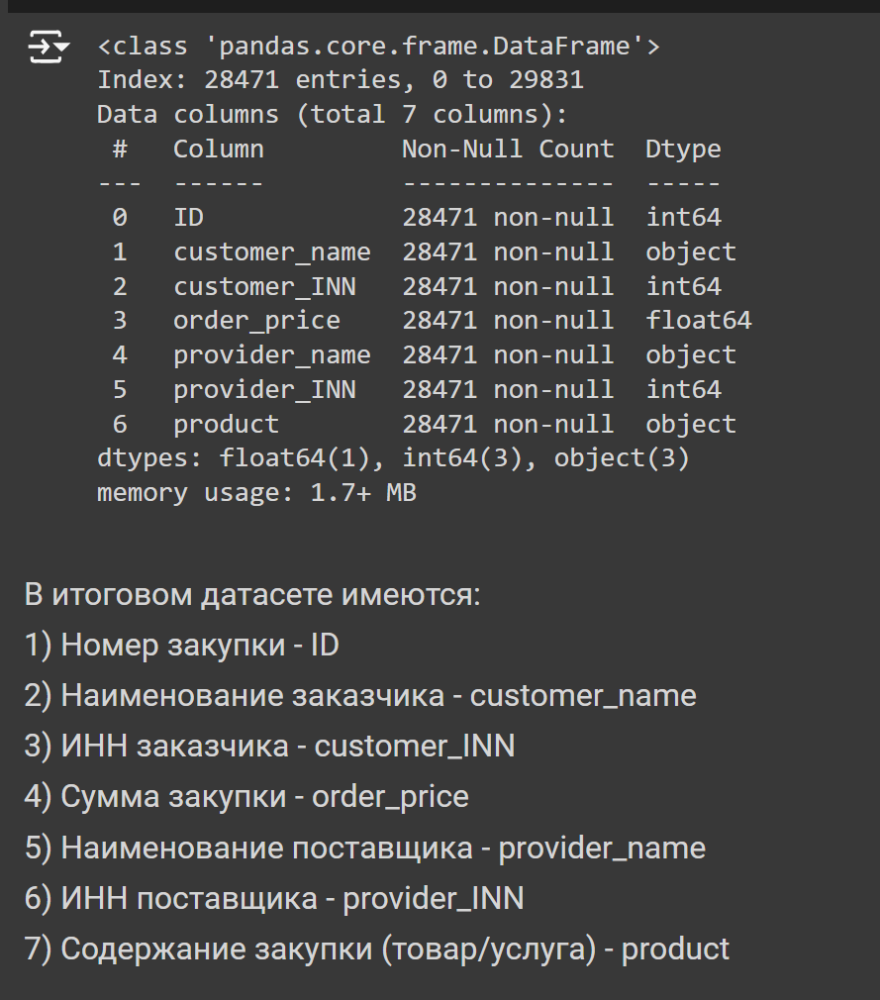 <class 'pandas.core.frame.DataFrame'>
Index: 28471 entries, 0 to 29831
Data columns (total 7 columns):
 #   Column         Non-Null Count  Dtype
---  ------         --------------  -----
 0   ID             28471 non-null  int64
 1   customer_name  28471 non-null  object
 2   customer_INN   28471 non-null  int64
 3   order_price    28471 non-null  float64
 4   provider_name  28471 non-null  object
 5   provider_INN   28471 non-null  int64
 6   product        28471 non-null  object
dtypes: float64(1), int64(3), object(3)
memory usage: 1.7+ MB
В итоговом датасете имеются:
1) Номер закупки - ID
2) Наименование заказчика - customer_name
3) ИНН заказчика - customer_INN
4) Сумма закупки - order_price
5) Наименование поставщика - provider_name
6) ИНН поставщика - provider_INN
7) Содержание закупки (товар/услуга) - product